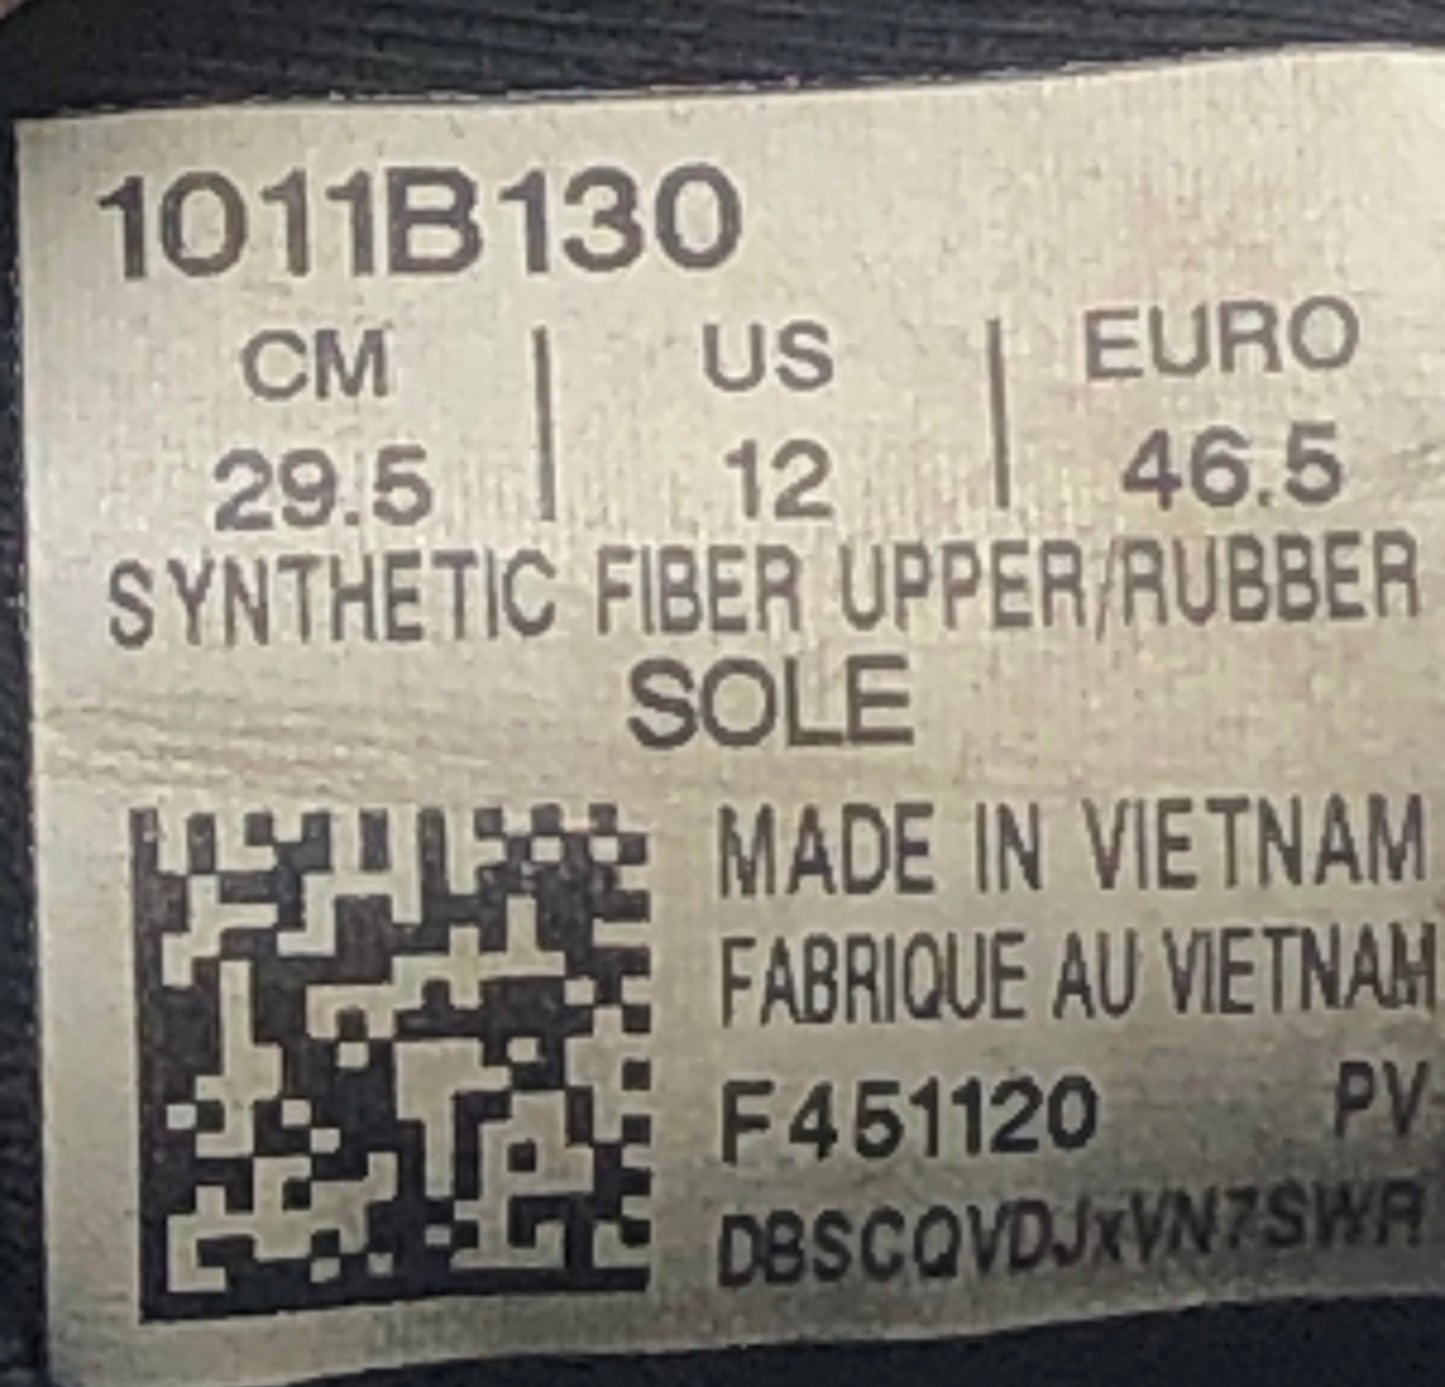 1011B130
CM | US | EURO
29.5 | 12 | 46.5
SYNTHETIC FIBER UPPER/RUBBER
SOLE
MADE IN VIETNAM
FABRIQUE AU VIETNAM
F451120 PV-
DBSCQVDJxVN7SWR